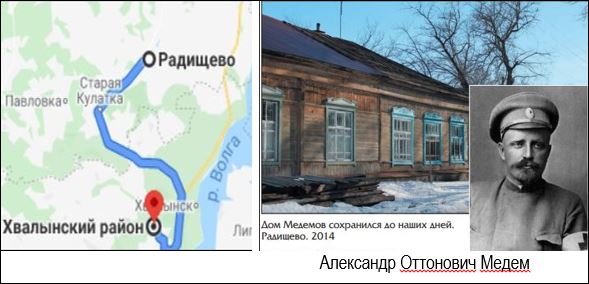 Радищево
Старая
Кулатка
Павловка
р. Волга
Хвалынск
Хвалынский район
Дом Медемов сохранился до наших дней.
Радищево. 2014
Александр Оттонович Медем